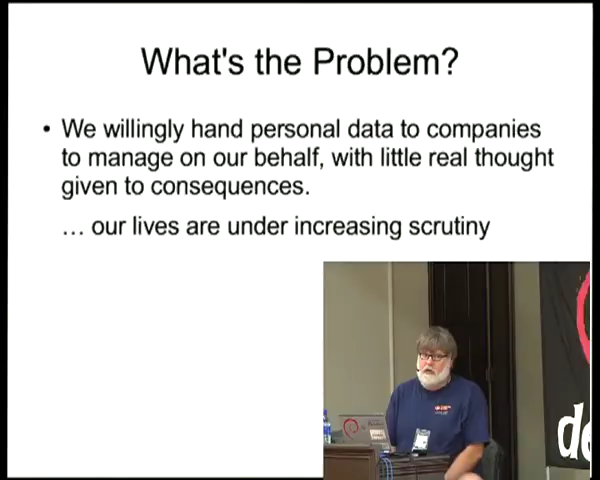 What's the Problem?
• We willingly hand personal data to companies
to manage on our behalf, with little real thought
given to consequences.
... our lives are under increasing scrutiny
de